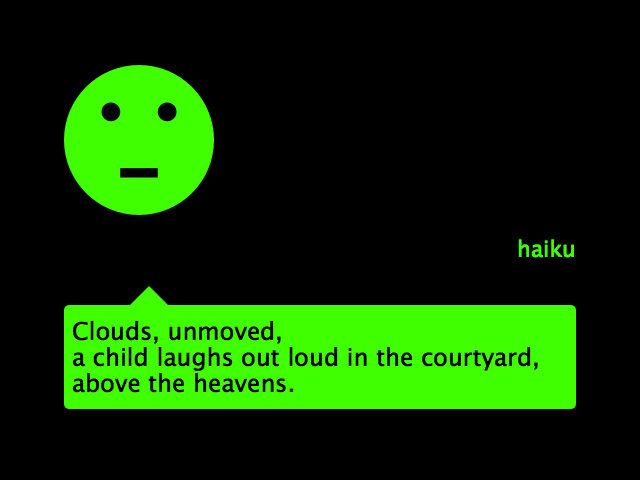 haiku
Clouds, unmoved,
a child laughs out loud in the courtyard,
above the heavens.